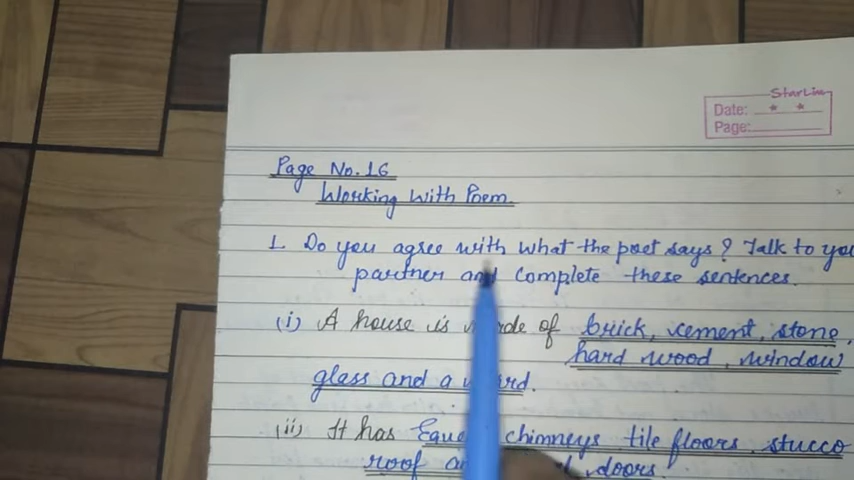 StarLine
Date: * *
Page:
Page No. 16
Working With Poem.
1. Do you agree with what the poet says? Talk to
partner and complete these sentences.
(i) A house is made of brick, cement, stone,
hard wood, window
glass and a yard.
(ii) It has chimneys, tile floors, stucco
roof doors.